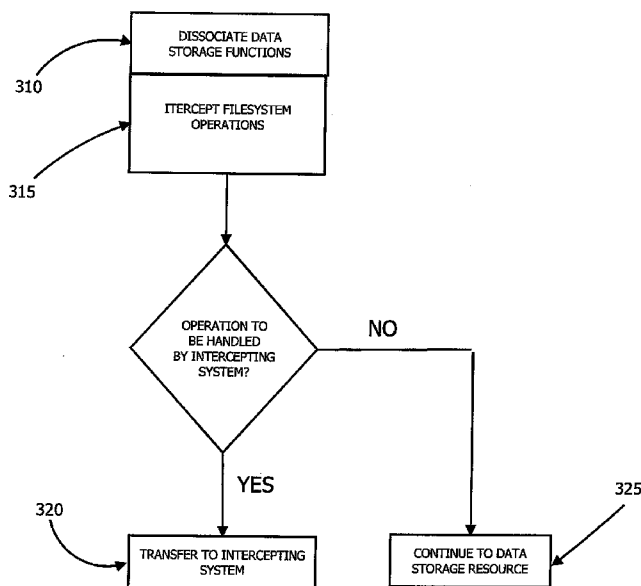 DISSOCIATE DATA
STORAGE FUNCTIONS
310
ITERCEPT FILESYSTEM
OPERATIONS
315
OPERATION TO
BE HANDLED
BY INTERCEPTING
SYSTEM?
NO
YES
320
325
TRANSFER TO INTERCEPTING
SYSTEM
CONTINUE TO DATA
STORAGE RESOURCE